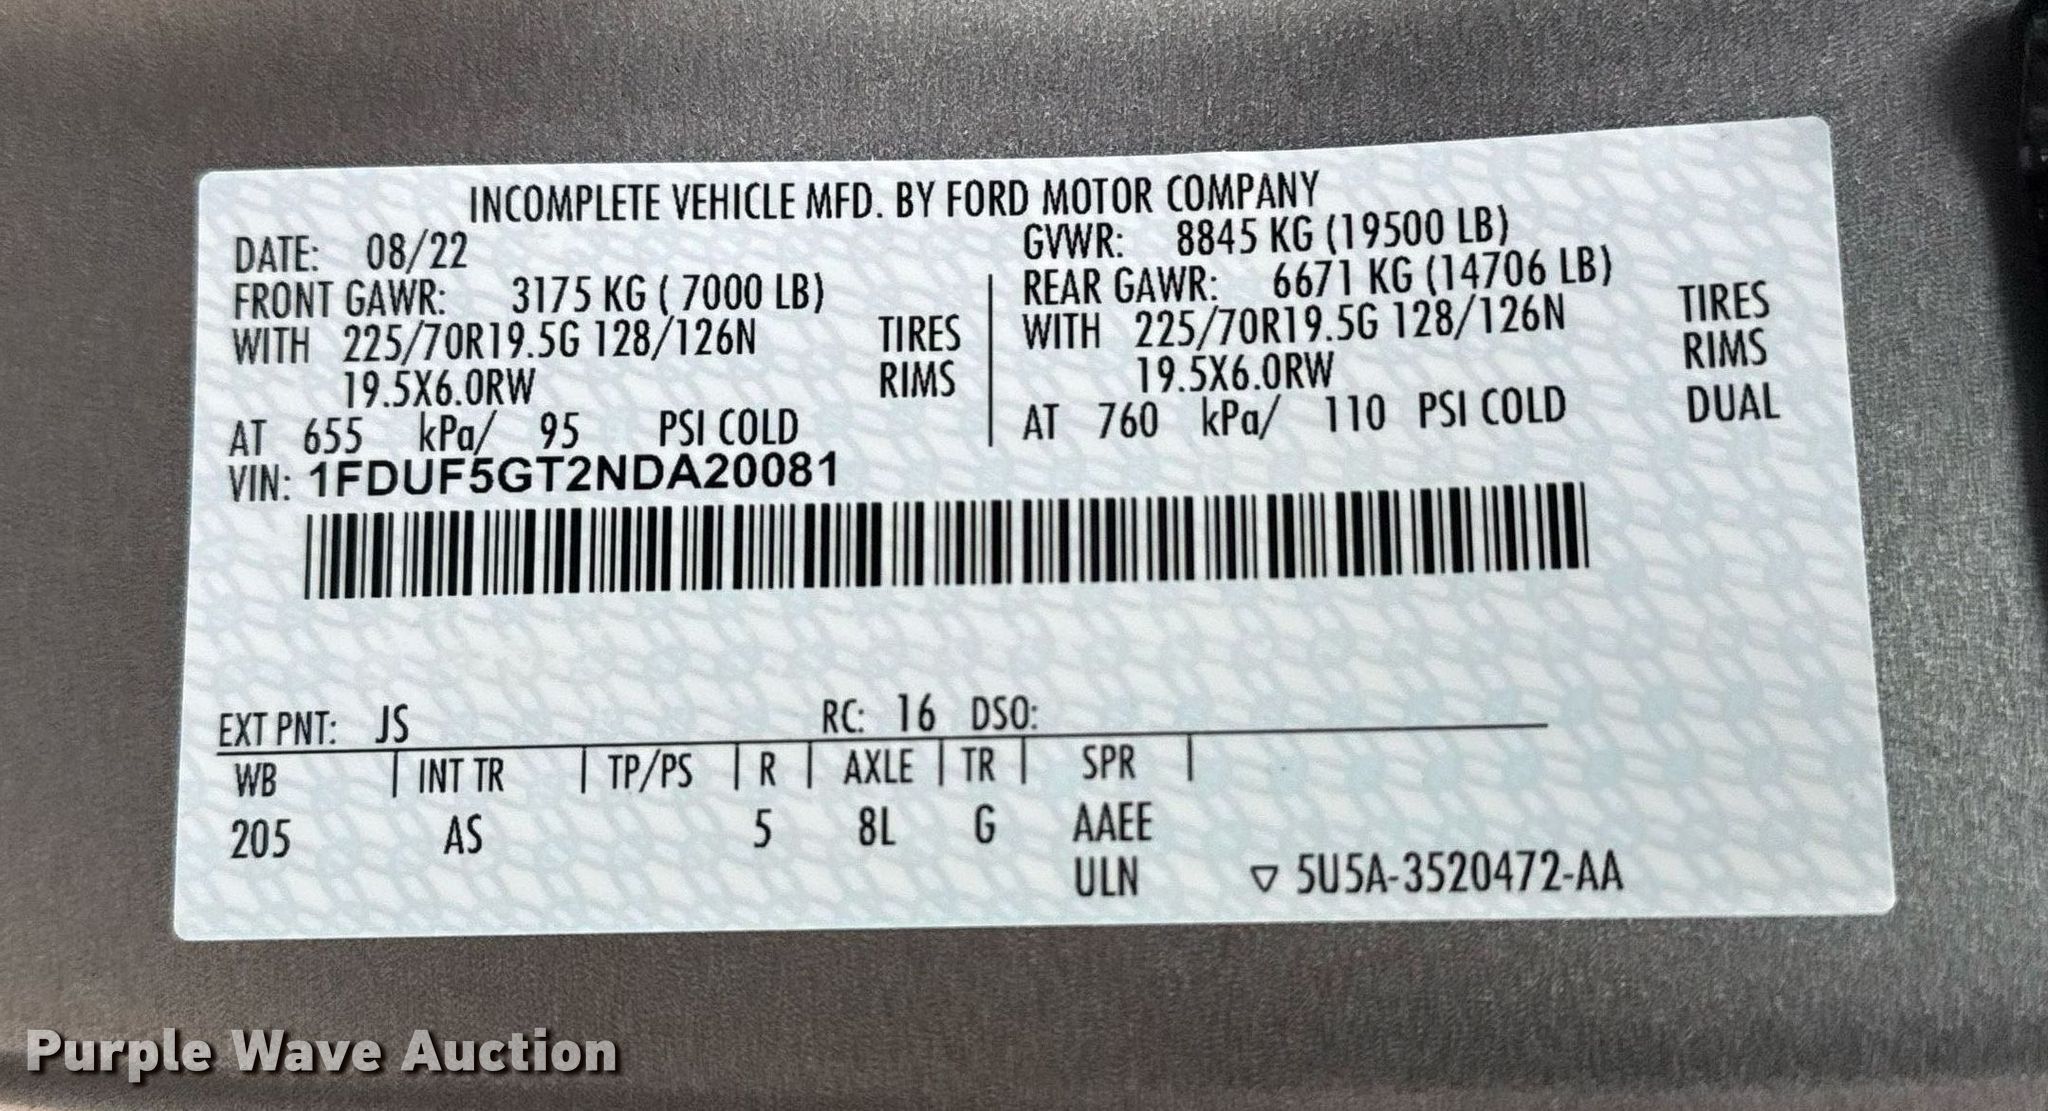 INCOMPLETE VEHICLE MFD. BY FORD MOTOR COMPANY
DATE: 08/22 GVWR: 8845 KG (19500 LB)
FRONT GAWR: 3175 KG ( 7000 LB) REAR GAWR: 6671 KG (14706 LB)
WITH 225/70R19.5G 128/126N TIRES WITH 225/70R19.5G 128/126N TIRES
19.5X6.0RW RIMS 19.5X6.0RW RIMS
AT 655 kPa/ 95 PSI COLD AT 760 kPa/ 110 PSI COLD DUAL
VIN: 1FDUF5GT2NDA20081
EXT PNT: JS RC: 16 DSO:
WB | INT TR | TP/PS | R | AXLE | TR | SPR |
205 AS 5 8L G AAEE
ULN ▽ 5U5A-3520472-AA
Purple Wave Auction